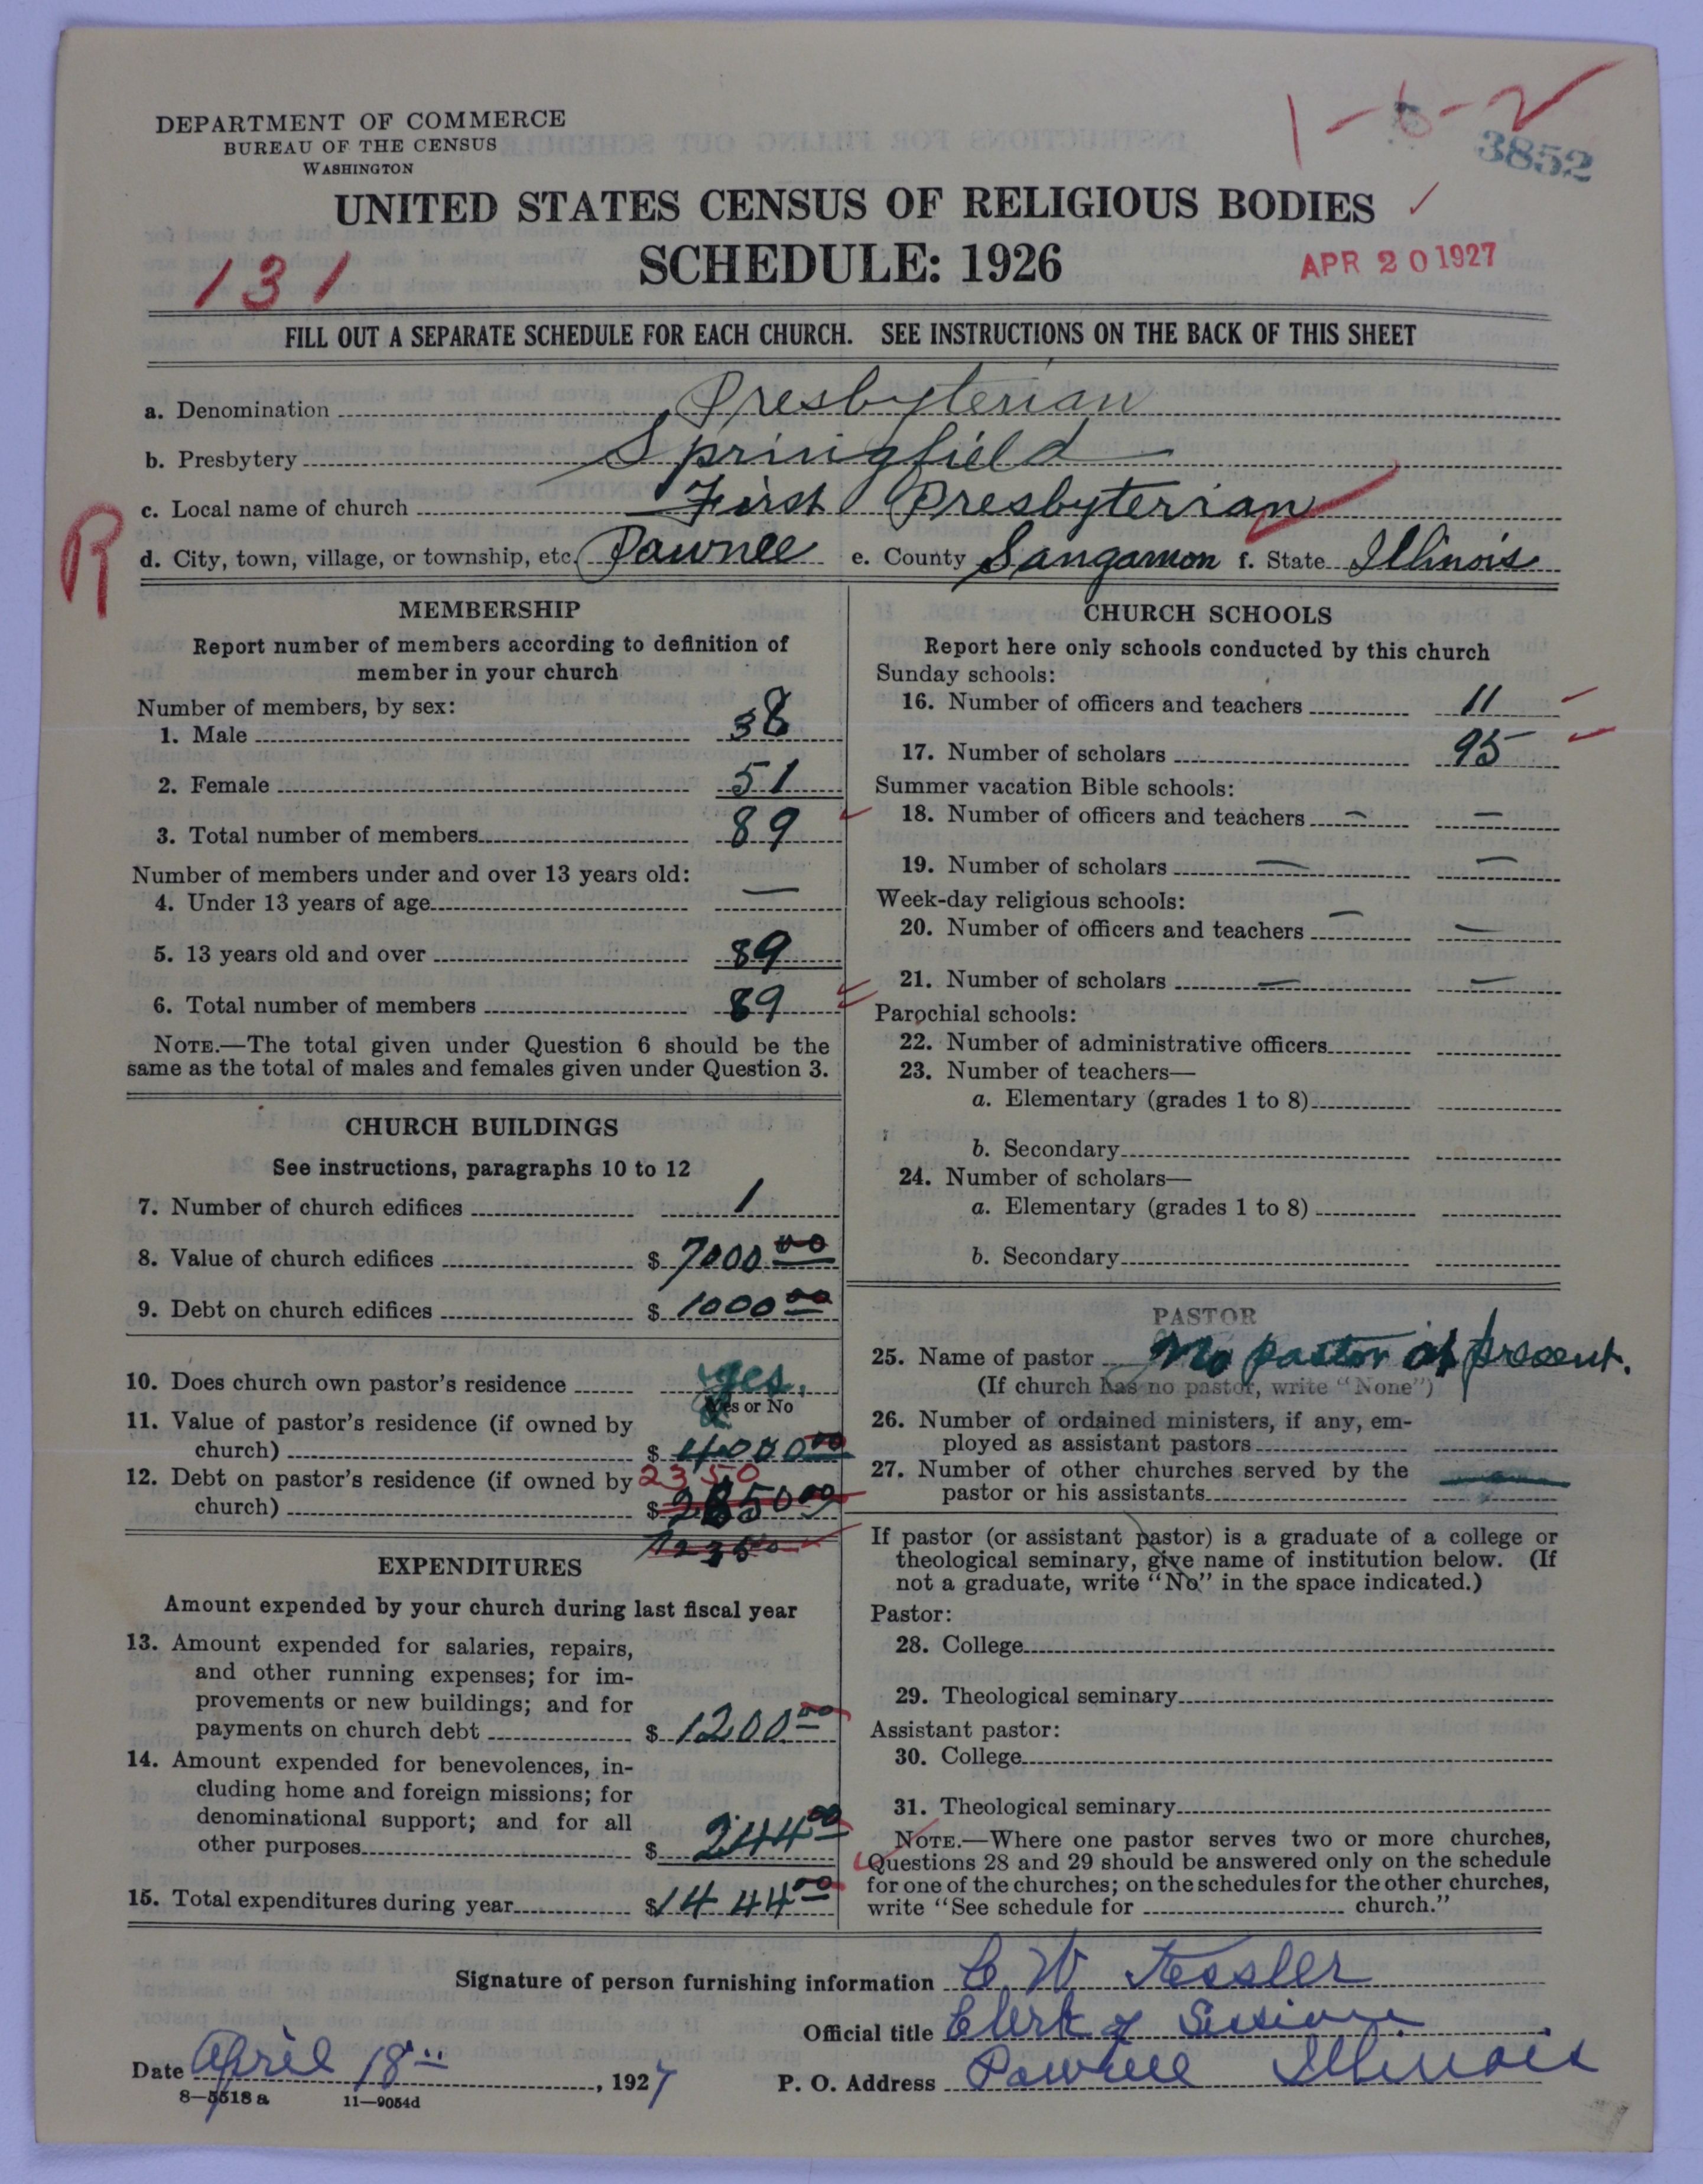 1-5-2
3852
DEPARTMENT OF COMMERCE
BUREAU OF THE CENSUS
WASHINGTON
UNITED STATES CENSUS OF RELIGIOUS BODIES
SCHEDULE: 1926
131
APR 20 1927
FILL OUT A SEPARATE SCHEDULE FOR EACH CHURCH. SEE INSTRUCTIONS ON THE BACK OF THIS SHEET
a. Denomination Presbyterian
b. Presbytery Springfield
c. Local name of church First Presbyterian
R
d. City, town, village, or township, etc. Pawnee e. County Sangamon f. State Illinois
MEMBERSHIP
Report number of members according to definition of
member in your church
Number of members, by sex:
1. Male 38
2. Female 51
3. Total number of members 89
Number of members under and over 13 years old:
4. Under 13 years of age —
5. 13 years old and over 89
6. Total number of members 89
NOTE.—The total given under Question 6 should be the
same as the total of males and females given under Question 3.
CHURCH BUILDINGS
See instructions, paragraphs 10 to 12
7. Number of church edifices 1
8. Value of church edifices $ 7000 00
9. Debt on church edifices $ 1000 00
10. Does church own pastor's residence yes.
Yes or No
11. Value of pastor's residence (if owned by
church) $ 4000 00
12. Debt on pastor's residence (if owned by 2350
church) $
EXPENDITURES
Amount expended by your church during last fiscal year
13. Amount expended for salaries, repairs,
and other running expenses; for im-
provements or new buildings; and for
payments on church debt $ 1200 00
14. Amount expended for benevolences, in-
cluding home and foreign missions; for
denominational support; and for all
other purposes $ 244 00
15. Total expenditures during year $ 1444 00
CHURCH SCHOOLS
Report here only schools conducted by this church
Sunday schools:
16. Number of officers and teachers 11
17. Number of scholars 95
Summer vacation Bible schools:
18. Number of officers and teachers — —
19. Number of scholars — —
Week-day religious schools:
20. Number of officers and teachers — —
21. Number of scholars — —
Parochial schools:
22. Number of administrative officers
23. Number of teachers—
a. Elementary (grades 1 to 8)
b. Secondary
24. Number of scholars—
a. Elementary (grades 1 to 8)
b. Secondary
PASTOR
25. Name of pastor No pastor at present.
(If church has no pastor, write "None")
26. Number of ordained ministers, if any, em-
ployed as assistant pastors
27. Number of other churches served by the
pastor or his assistants —
If pastor (or assistant pastor) is a graduate of a college or
theological seminary, give name of institution below. (If
not a graduate, write "No" in the space indicated.)
Pastor:
28. College
29. Theological seminary
Assistant pastor:
30. College
31. Theological seminary
NOTE.—Where one pastor serves two or more churches,
Questions 28 and 29 should be answered only on the schedule
for one of the churches; on the schedules for the other churches,
write "See schedule for church."
Signature of person furnishing information C. W. Tessler
Official title Clerk of Session
Date April 18", 1927 P. O. Address Pawnee Illinois
8—5518 a 11—9054d